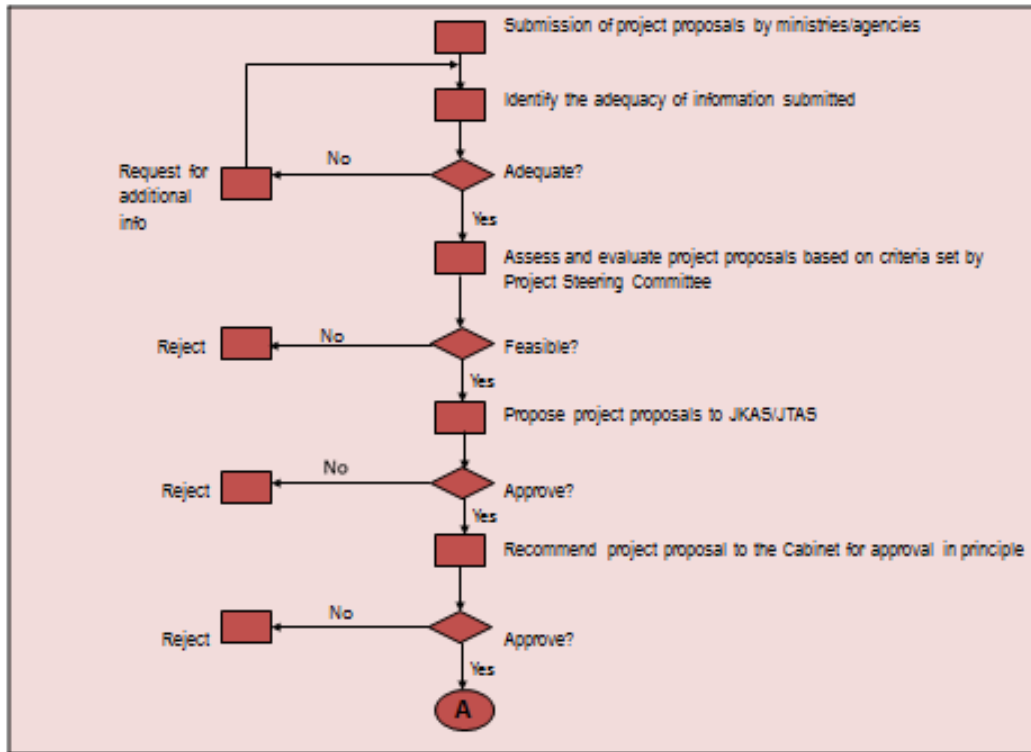 Submission of project proposals by ministries/agencies
Identify the adequacy of information submitted
No
Request for
additional
info
Adequate?
Yes
Assess and evaluate project proposals based on criteria set by
Project Steering Committee
No
Reject
Feasible?
Yes
Propose project proposals to JKAS/JTAS
No
Reject
Approve?
Yes
Recommend project proposal to the Cabinet for approval in principle
No
Reject
Approve?
Yes
A